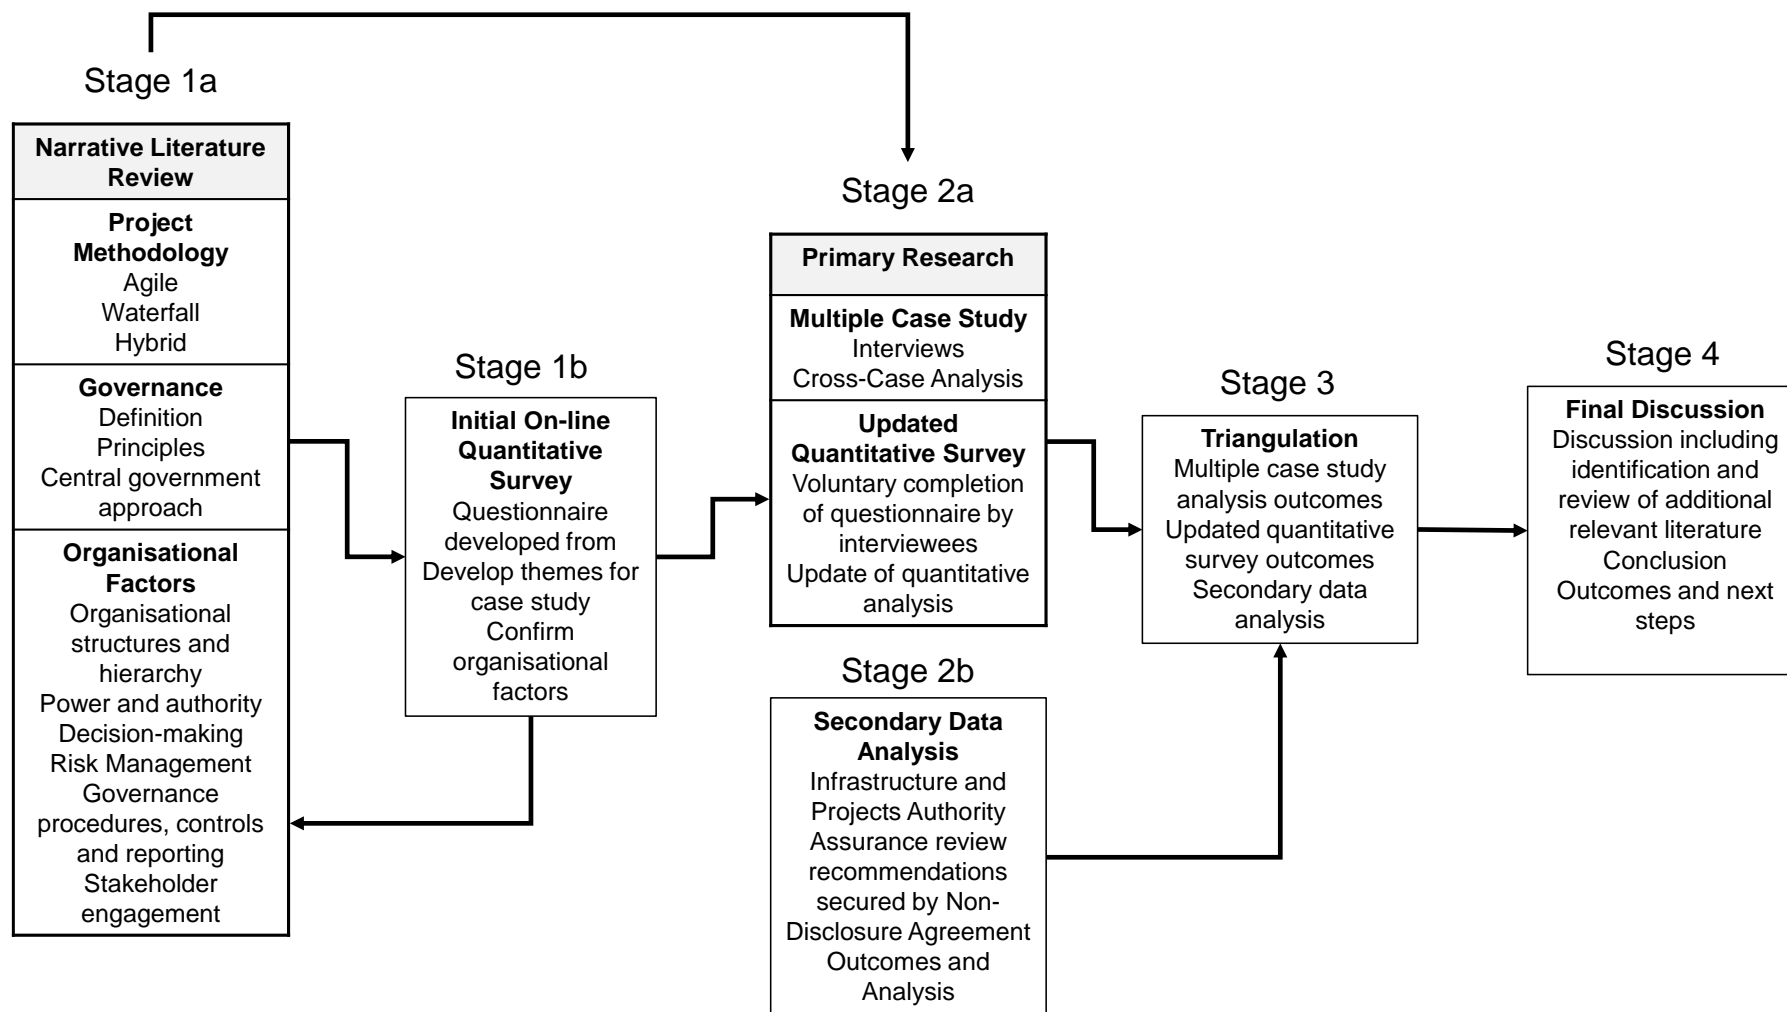 Stage 1a
Narrative Literature
Review
Project
Methodology
Agile
Waterfall
Hybrid
Governance
Definition
Principles
Central government
approach
Organisational
Factors
Organisational
structures and
hierarchy
Power and authority
Decision-making
Risk Management
Governance
procedures, controls
and reporting
Stakeholder
engagement
Stage 1b
Initial On-line
Quantitative
Survey
Questionnaire
developed from
Develop themes for
case study
Confirm
organisational
factors
Stage 2a
Primary Research
Multiple Case Study
Interviews
Cross-Case Analysis
Updated
Quantitative Survey
Voluntary completion
of questionnaire by
interviewees
Update of quantitative
analysis
Stage 2b
Secondary Data
Analysis
Infrastructure and
Projects Authority
Assurance review
recommendations
secured by Non-
Disclosure Agreement
Outcomes and
Analysis
Stage 3
Triangulation
Multiple case study
analysis outcomes
Updated quantitative
survey outcomes
Secondary data
analysis
Stage 4
Final Discussion
Discussion including
identification and
review of additional
relevant literature
Conclusion
Outcomes and next
steps